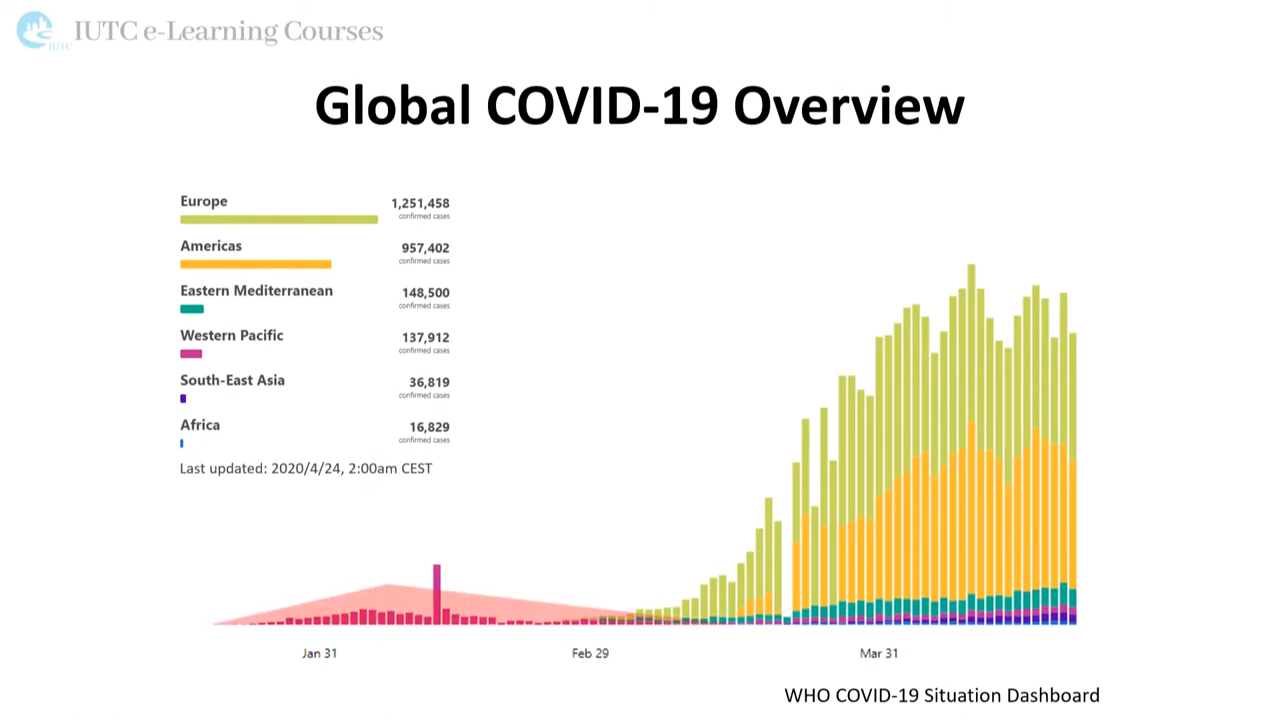 IUTC e-Learning Courses
IUTC
Global COVID-19 Overview
Europe
1,251,458
confirmed cases
Americas
957,402
confirmed cases
Eastern Mediterranean
148,500
confirmed cases
Western Pacific
137,912
confirmed cases
South-East Asia
36,819
confirmed cases
Africa
16,829
confirmed cases
Last updated: 2020/4/24, 2:00am CEST
Jan 31
Feb 29
Mar 31
WHO COVID-19 Situation Dashboard